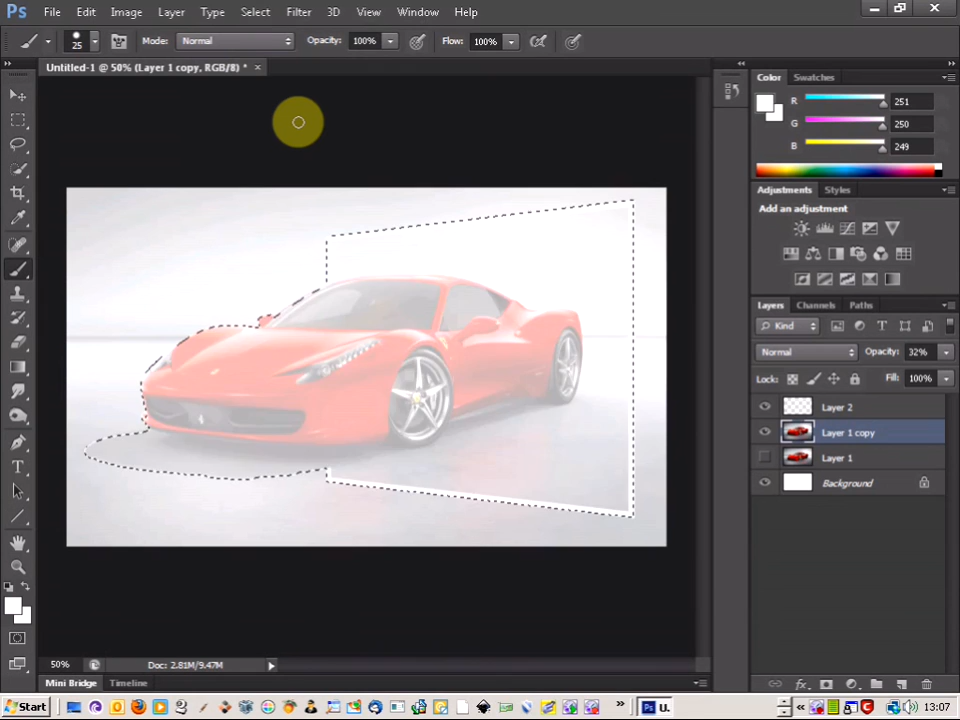 Ps File Edit Image Layer Type Select Filter 3D View Window Help
25 Mode: Normal Opacity: 100% Flow: 100%
Untitled-1 @ 50% (Layer 1 copy, RGB/8) * ×
Color Swatches
R 251
G 250
B 249
Adjustments Styles
Add an adjustment
Layers Channels Paths
Kind
Normal Opacity: 32%
Lock: Fill: 100%
Layer 2
Layer 1 copy
Layer 1
Background
50% Doc: 2.81M/9.47M
Mini Bridge Timeline
Start Ps U. 13:07